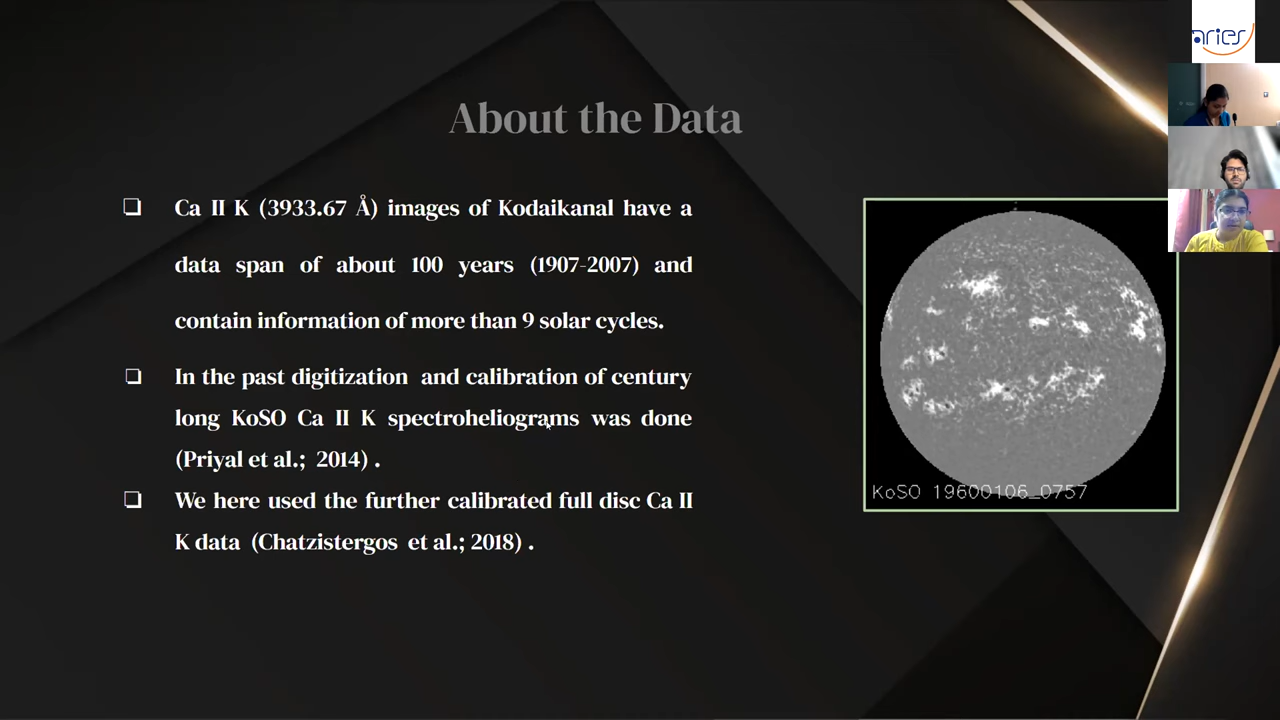 aries
About the Data
❏ Ca II K (3933.67 Å) images of Kodaikanal have a
data span of about 100 years (1907-2007) and
contain information of more than 9 solar cycles.
❏ In the past digitization and calibration of century
long KoSO Ca II K spectroheliograms was done
(Priyal et al.; 2014) .
❏ We here used the further calibrated full disc Ca II
K data (Chatzistergos et al.; 2018) .
KoSO 19600106_0757